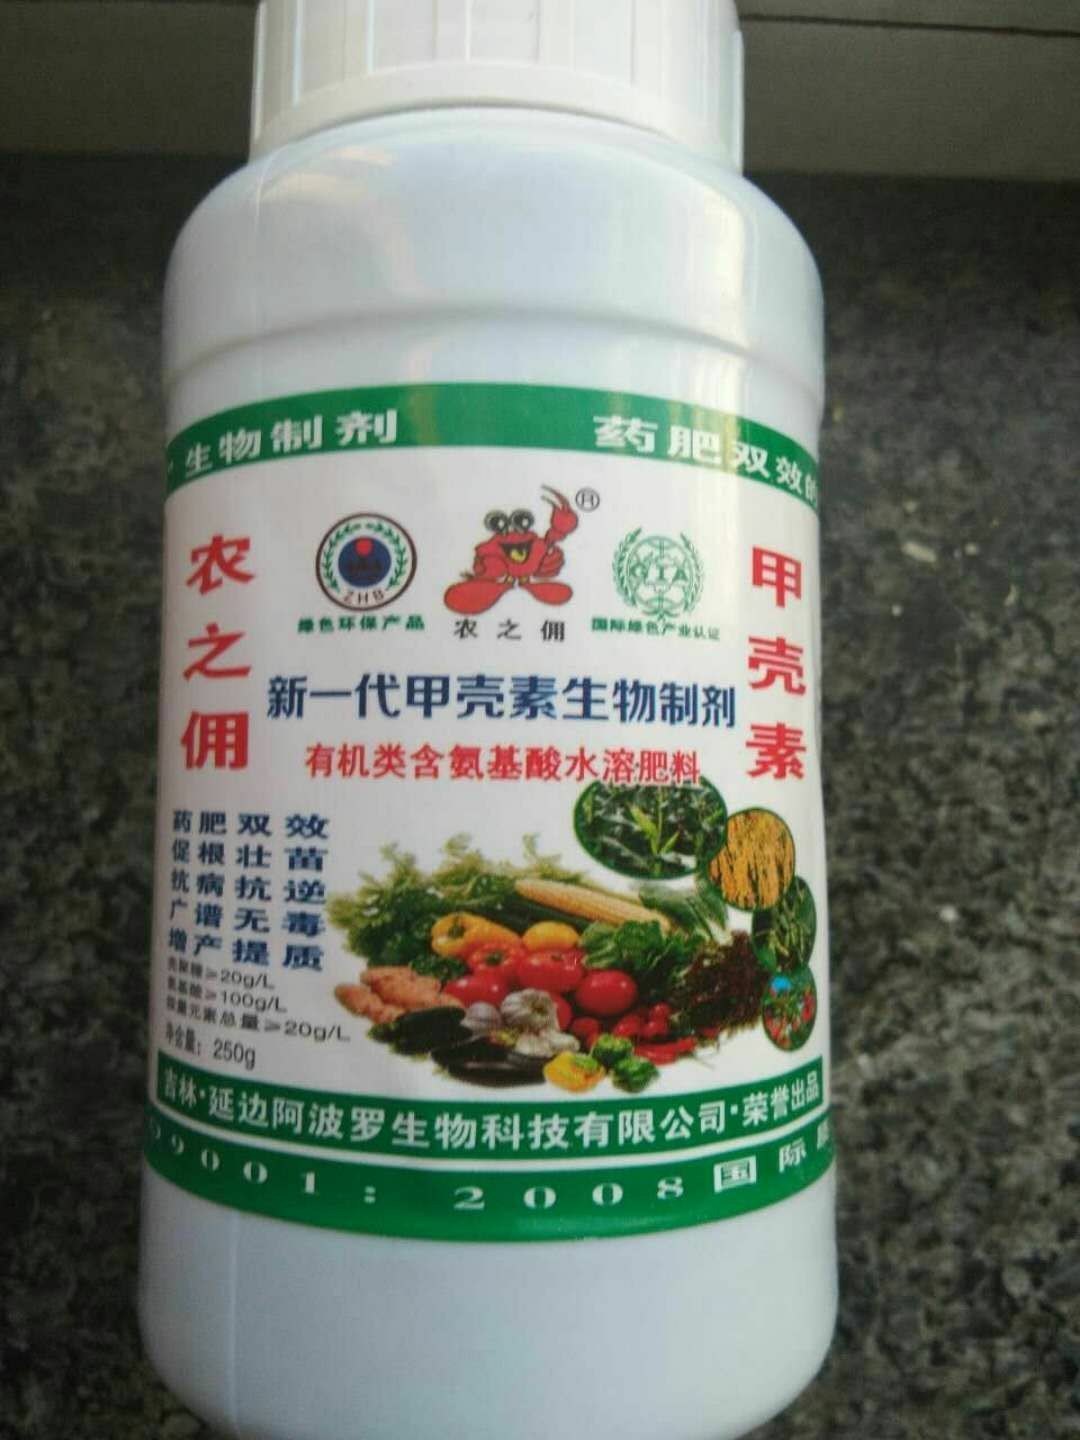 生物制剂 药肥双效的
农之佣
甲壳素
ZHB
绿色环保产品
®
农之佣
GIA
国际绿色产业认证
新一代甲壳素生物制剂
有机类含氨基酸水溶肥料
药肥双效
促根壮苗
抗病抗逆
广谱无毒
增产提质
壳聚糖≥20g/L
氨基酸≥100g/L
微量元素总量≥20g/L
净含量：250g
吉林·延边阿波罗生物科技有限公司·荣誉出品
9001:2008国际